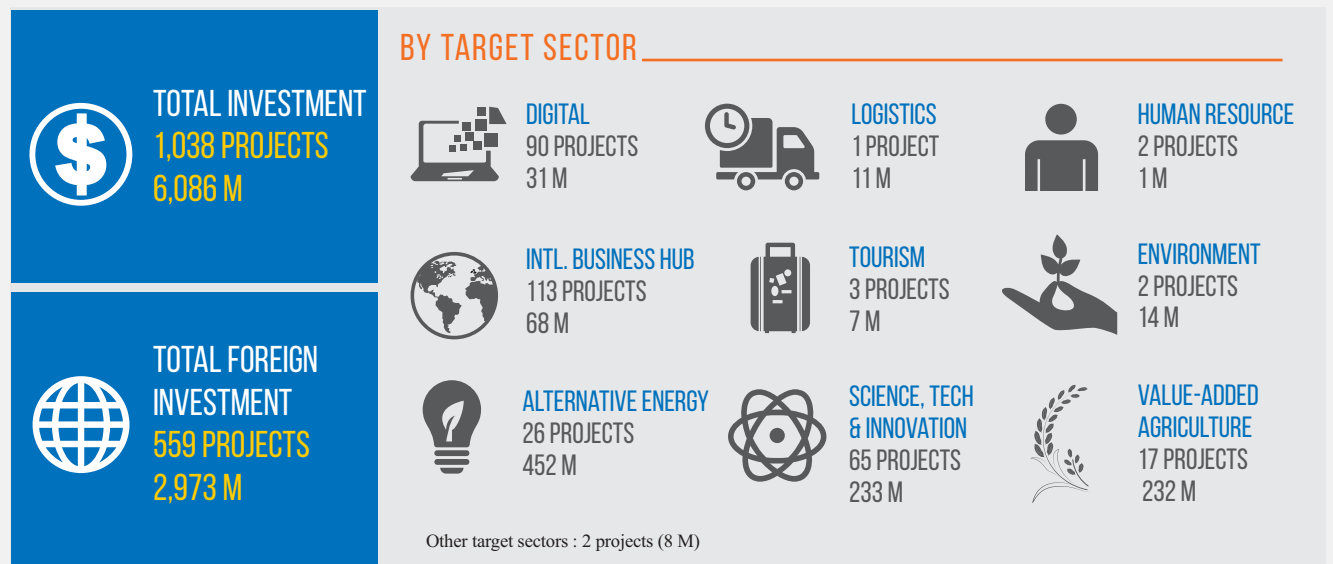 TOTAL INVESTMENT
1,038 PROJECTS
6,086 M
TOTAL FOREIGN
INVESTMENT
559 PROJECTS
2,973 M
BY TARGET SECTOR
DIGITAL
90 PROJECTS
31 M
LOGISTICS
1 PROJECT
11 M
HUMAN RESOURCE
2 PROJECTS
1 M
INTL. BUSINESS HUB
113 PROJECTS
68 M
TOURISM
3 PROJECTS
7 M
ENVIRONMENT
2 PROJECTS
14 M
ALTERNATIVE ENERGY
26 PROJECTS
452 M
SCIENCE, TECH
& INNOVATION
65 PROJECTS
233 M
VALUE-ADDED
AGRICULTURE
17 PROJECTS
232 M
Other target sectors : 2 projects (8 M)